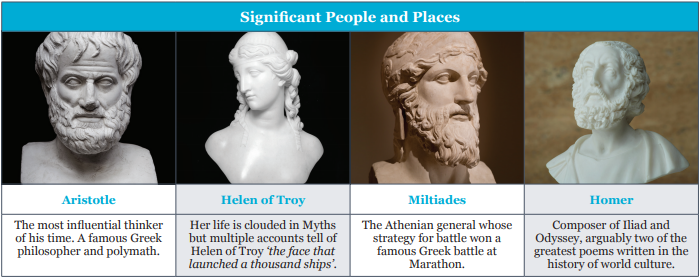 Significant People and Places
Aristotle
The most influential thinker
of his time. A famous Greek
philosopher and polymath.
Helen of Troy
Her life is clouded in Myths
but multiple accounts tell of
Helen of Troy ‘the face that
launched a thousand ships’.
Miltiades
The Athenian general whose
strategy for battle won a
famous Greek battle at
Marathon.
Homer
Composer of Iliad and
Odyssey, arguably two of the
greatest poems written in the
history of world culture.